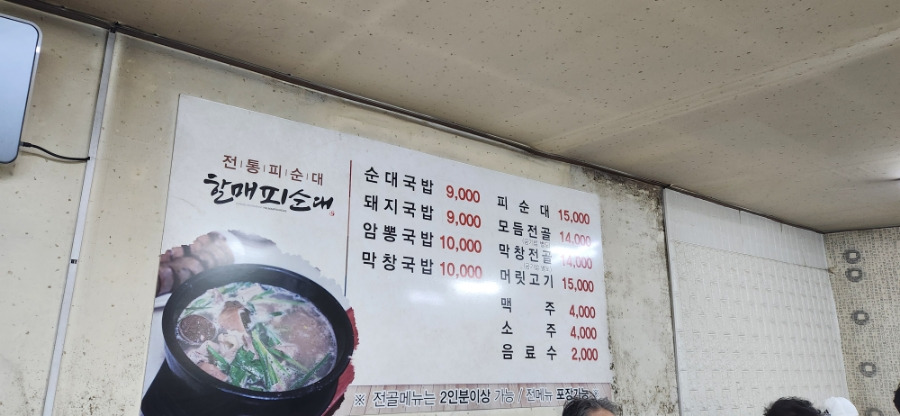 전통피순대
할매피순대
순대국밥 9,000
돼지국밥 9,000
암뽕국밥 10,000
막창국밥 10,000
피순대 15,000
모듬전골 14,000
막창전골 14,000
머릿고기 15,000
맥주 4,000
소주 4,000
음료수 2,000
※ 전골메뉴는 2인분이상 가능 / 전메뉴 포장가능 ※